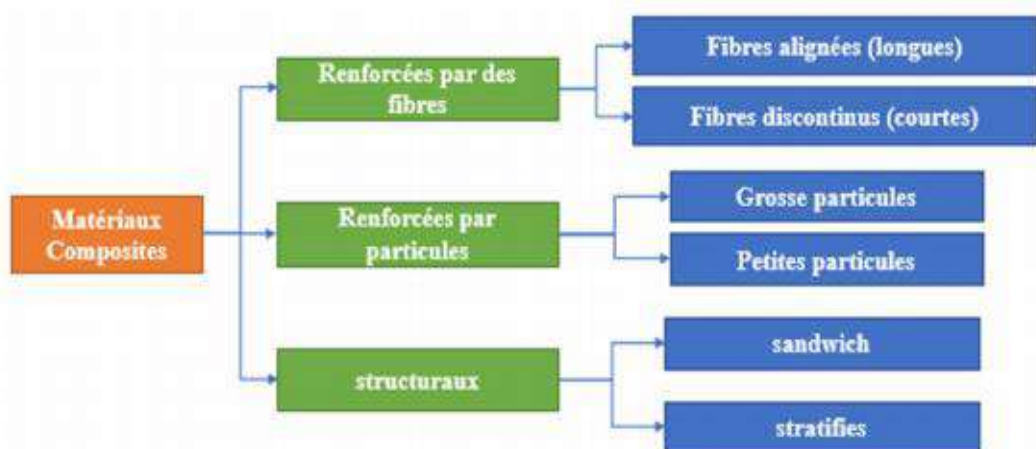 Matériaux
Composites
Renforcées par des
fibres
Fibres alignées (longues)
Fibres discontinus (courtes)
Renforcées par
particules
Grosse particules
Petites particules
structuraux
sandwich
stratifies